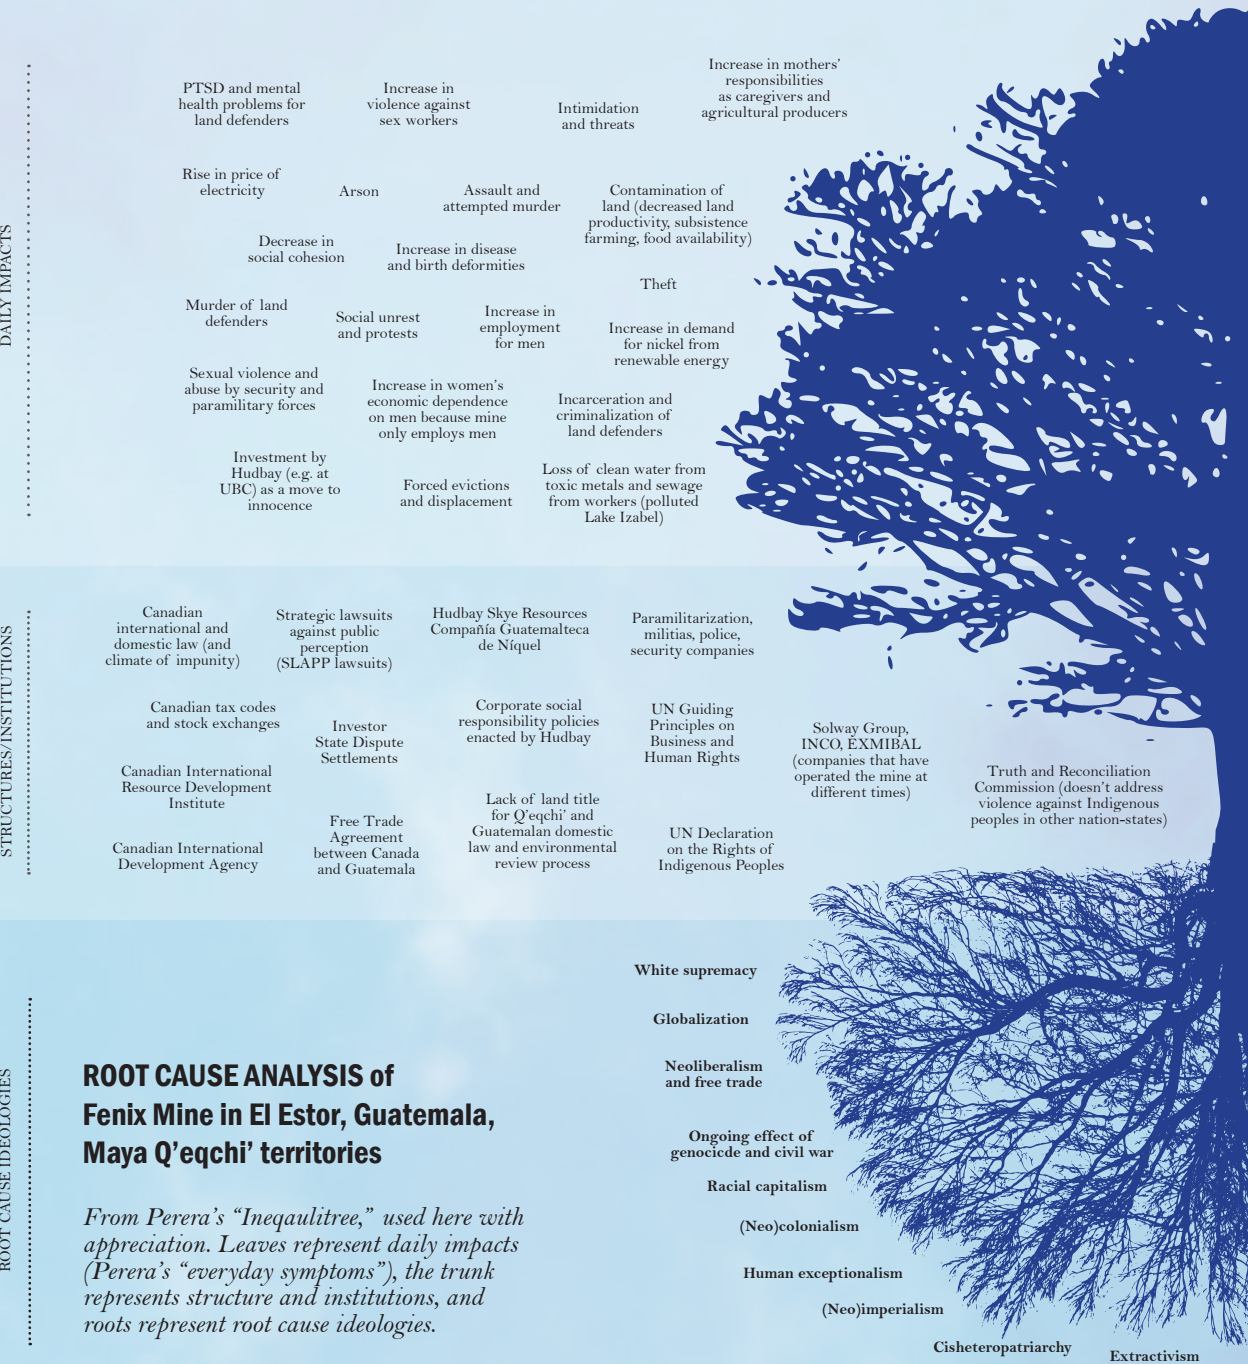 DAILY IMPACTS
PTSD and mental
health problems for
land defenders
Increase in
violence against
sex workers
Intimidation
and threats
Increase in mothers’
responsibilities
as caregivers and
agricultural producers
Rise in price of
electricity
Arson
Assault and
attempted murder
Contamination of
land (decreased land
productivity, subsistence
farming, food availability)
Decrease in
social cohesion
Increase in disease
and birth deformities
Theft
Murder of land
defenders
Social unrest
and protests
Increase in
employment
for men
Increase in demand
for nickel from
renewable energy
Sexual violence and
abuse by security and
paramilitary forces
Increase in women’s
economic dependence
on men because mine
only employs men
Incarceration and
criminalization of
land defenders
Investment by
Hudbay (e.g. at
UBC) as a move to
innocence
Forced evictions
and displacement
Loss of clean water from
toxic metals and sewage
from workers (polluted
Lake Izabel)
STRUCTURES/INSTITUTIONS
Canadian
international and
domestic law (and
climate of impunity)
Strategic lawsuits
against public
perception
(SLAPP lawsuits)
Hudbay Skye Resources
Compañía Guatemalteca
de Níquel
Paramilitarization,
militias, police,
security companies
Canadian tax codes
and stock exchanges
Investor
State Dispute
Settlements
Corporate social
responsibility policies
enacted by Hudbay
UN Guiding
Principles on
Business and
Human Rights
Solway Group,
INCO, EXMIBAL
(companies that have
operated the mine at
different times)
Truth and Reconciliation
Commission (doesn’t address
violence against Indigenous
peoples in other nation-states)
Canadian International
Resource Development
Institute
Canadian International
Development Agency
Free Trade
Agreement
between Canada
and Guatemala
Lack of land title
for Q’eqchi’ and
Guatemalan domestic
law and environmental
review process
UN Declaration
on the Rights of
Indigenous Peoples
ROOT CAUSE IDEOLOGIES
White supremacy
Globalization
Neoliberalism
and free trade
Ongoing effect of
genocicde and civil war
Racial capitalism
(Neo)colonialism
Human exceptionalism
(Neo)imperialism
Cisheteropatriarchy
Extractivism
ROOT CAUSE ANALYSIS of
Fenix Mine in El Estor, Guatemala,
Maya Q’eqchi’ territories
From Perera’s “Ineqaulitree,” used here with
appreciation. Leaves represent daily impacts
(Perera’s “everyday symptoms”), the trunk
represents structure and institutions, and
roots represent root cause ideologies.